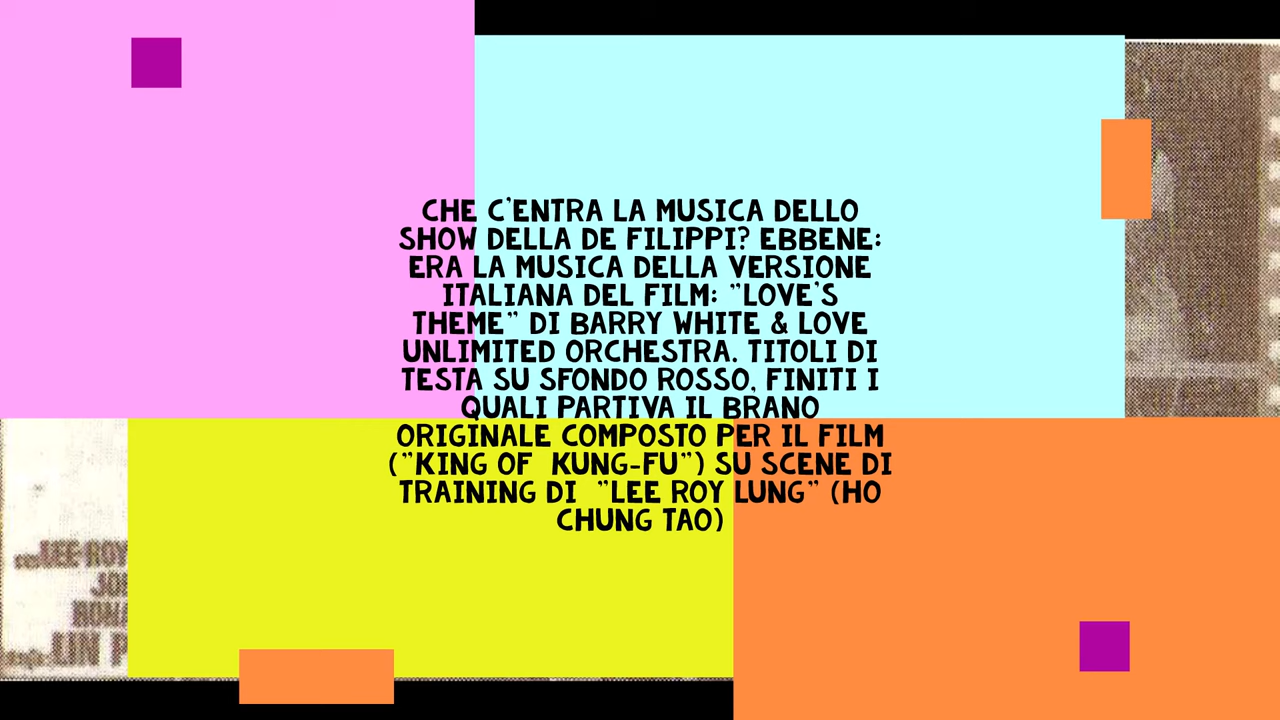 CHE C'ENTRA LA MUSICA DELLO
SHOW DELLA DE FILIPPI? EBBENE:
ERA LA MUSICA DELLA VERSIONE
ITALIANA DEL FILM: "LOVE'S
THEME" DI BARRY WHITE & LOVE
UNLIMITED ORCHESTRA. TITOLI DI
TESTA SU SFONDO ROSSO, FINITI I
QUALI PARTIVA IL BRANO
ORIGINALE COMPOSTO PER IL FILM
("KING OF KUNG-FU") SU SCENE DI
TRAINING DI "LEE ROY LUNG" (HO
CHUNG TAO)
LEE ROY